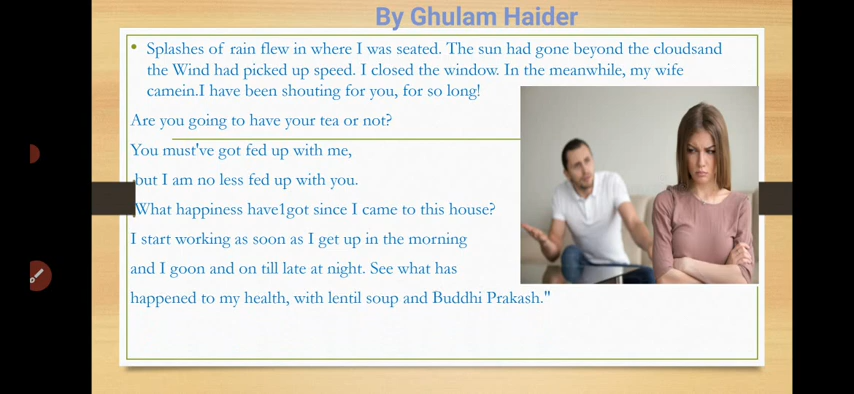 By Ghulam Haider
• Splashes of rain flew in where I was seated. The sun had gone beyond the cloudsand
the Wind had picked up speed. I closed the window. In the meanwhile, my wife
camein.I have been shouting for you, for so long!
Are you going to have your tea or not?
You must've got fed up with me,
but I am no less fed up with you.
What happiness have1got since I came to this house?
I start working as soon as I get up in the morning
and I goon and on till late at night. See what has
happened to my health, with lentil soup and Buddhi Prakash."